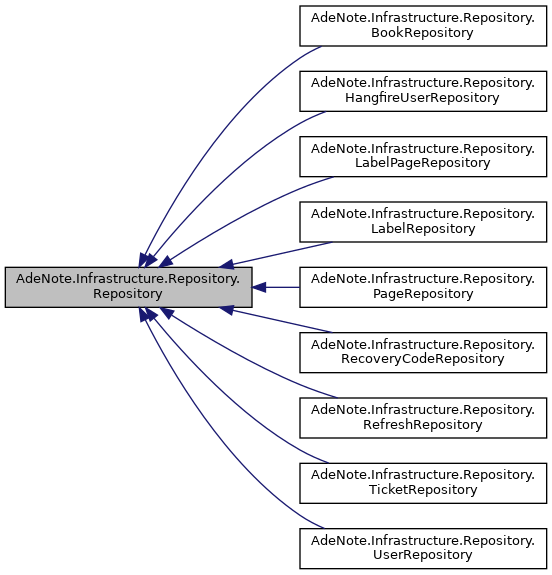 AdeNote.Infrastructure.Repository.
BookRepository
AdeNote.Infrastructure.Repository.
HangfireUserRepository
AdeNote.Infrastructure.Repository.
LabelPageRepository
AdeNote.Infrastructure.Repository.
LabelRepository
AdeNote.Infrastructure.Repository.
Repository
AdeNote.Infrastructure.Repository.
PageRepository
AdeNote.Infrastructure.Repository.
RecoveryCodeRepository
AdeNote.Infrastructure.Repository.
RefreshRepository
AdeNote.Infrastructure.Repository.
TicketRepository
AdeNote.Infrastructure.Repository.
UserRepository